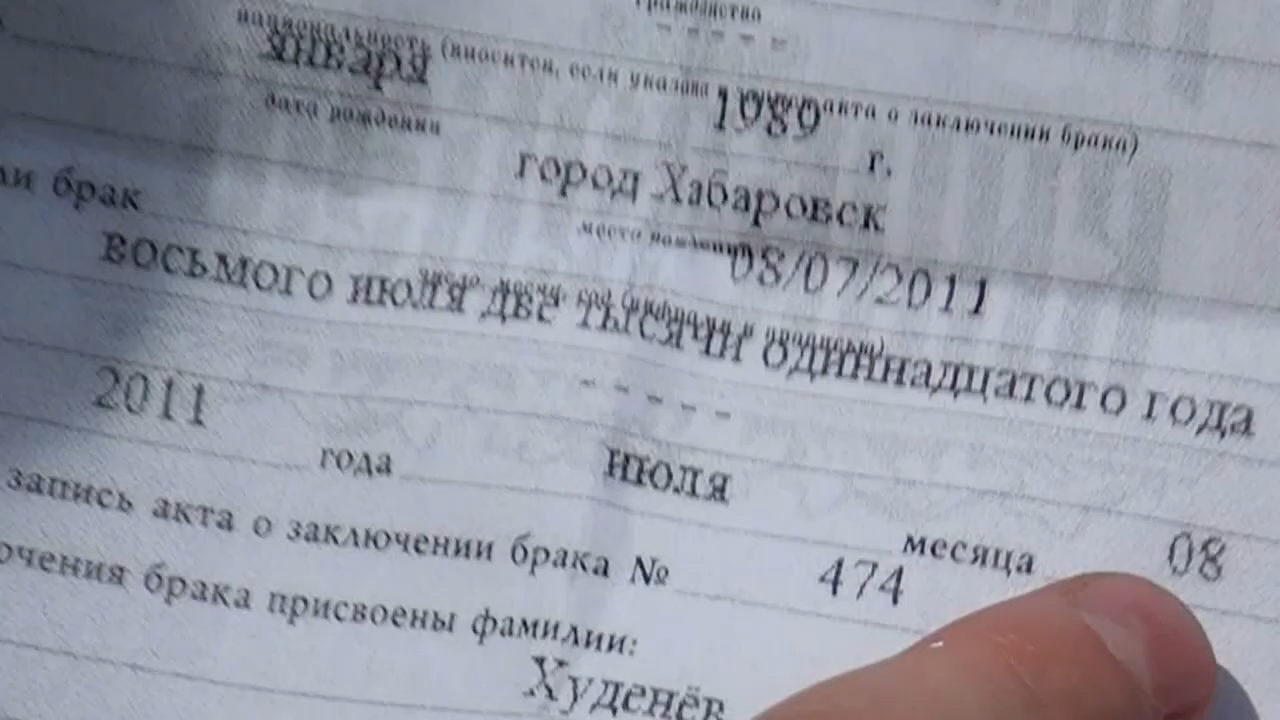 гражданство
- - - - -
национальность (вносится, если указана в записи акта о заключении брака)
января 1989 г.
дата рождения
город Хабаровск
место рождения
ли брак 08/07/2011
восьмого июля две тысячи одиннадцатого года
- - - - -
2011 года июля месяца 08
запись акта о заключении брака № 474
очения брака присвоены фамилии:
Худенёв